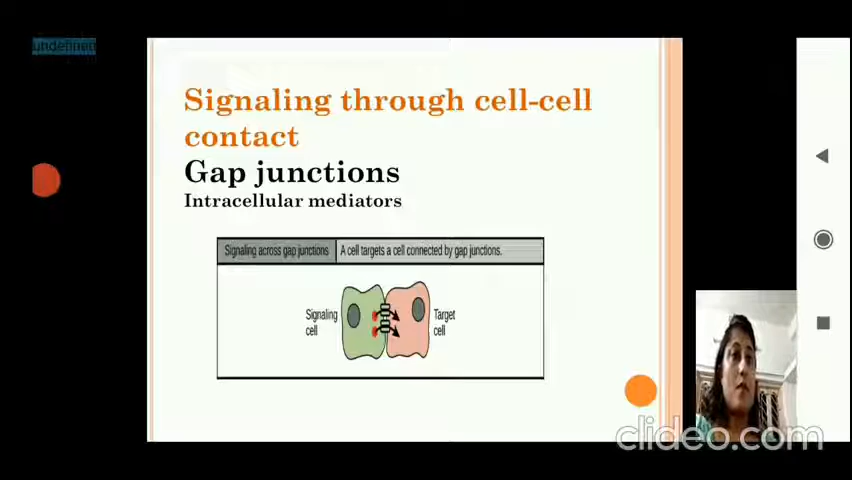 undefined
Signaling through cell-cell
contact
Gap junctions
Intracellular mediators
Signaling across gap junctions A cell targets a cell connected by gap junctions.
Signaling
cell
Target
cell
clideo.com